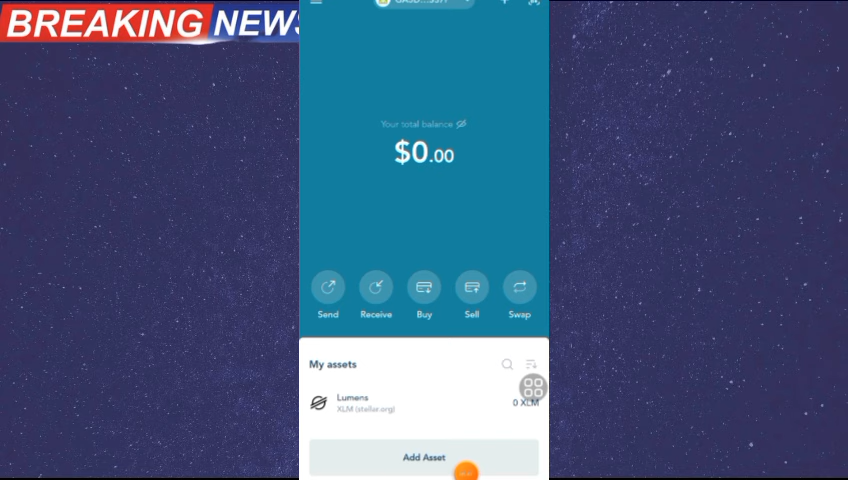 BREAKING NEWS
Your total balance
$0.00
Send Receive Buy Sell Swap
My assets
Lumens
XLM (stellar.org)
0 XLM
Add Asset